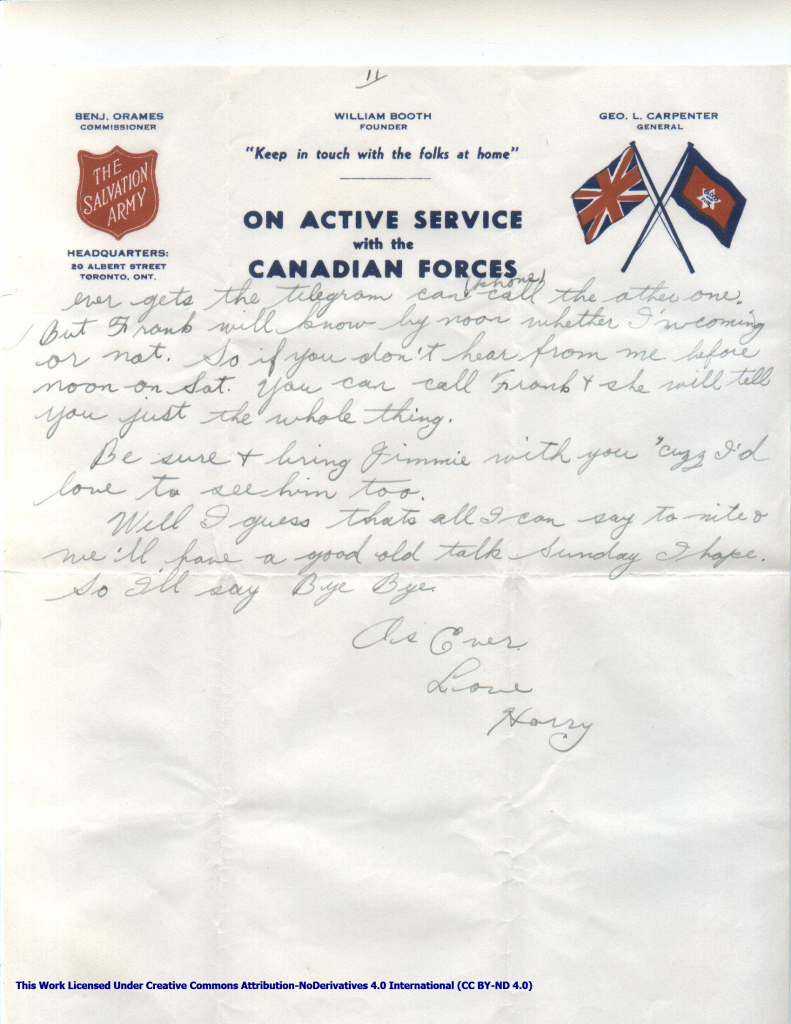 11
BENJ. ORAMES
COMMISSIONER
WILLIAM BOOTH
FOUNDER
GEO. L. CARPENTER
GENERAL
"Keep in touch with the folks at home"
THE
SALVATION
ARMY
ON ACTIVE SERVICE
with the
CANADIAN FORCES
HEADQUARTERS:
20 ALBERT STREET
TORONTO, ONT.
(phone)
ever gets the telegram can call the other one.
But Frank will know by noon whether I'm coming
or not. So if you don't hear from me before
noon on Sat. You can call Frank & she will tell
you just the whole thing.
Be sure & bring Jimmie with you "cuzz I'd
love to see him too.
Well I guess thats all I can say to nite &
we'll have a good old talk Sunday I hope.
So I'll say Bye Bye.
As Ever
Love
Harry
This Work Licensed Under Creative Commons Attribution-NoDerivatives 4.0 International (CC BY-ND 4.0)